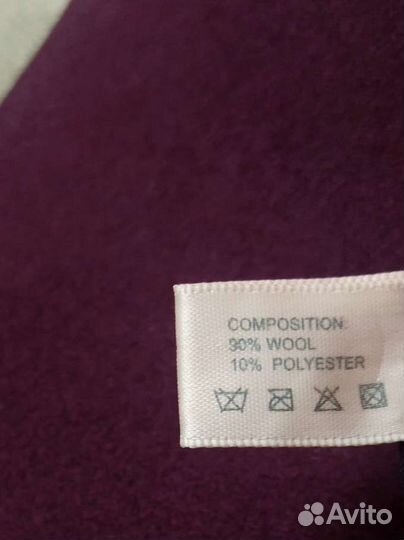 COMPOSITION:
90% WOOL
10% POLYESTER
Avito